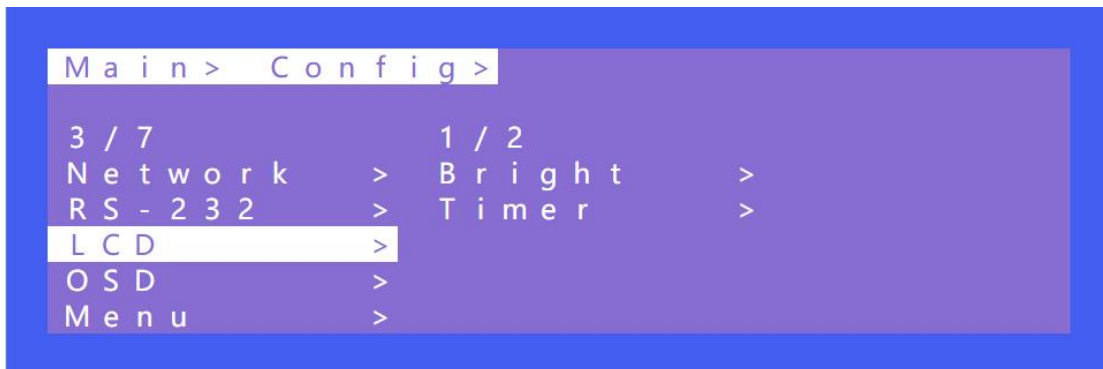 Main> Config>
3/7 1/2
Network > Bright >
RS-232 > Timer >
LCD >
OSD >
Menu >